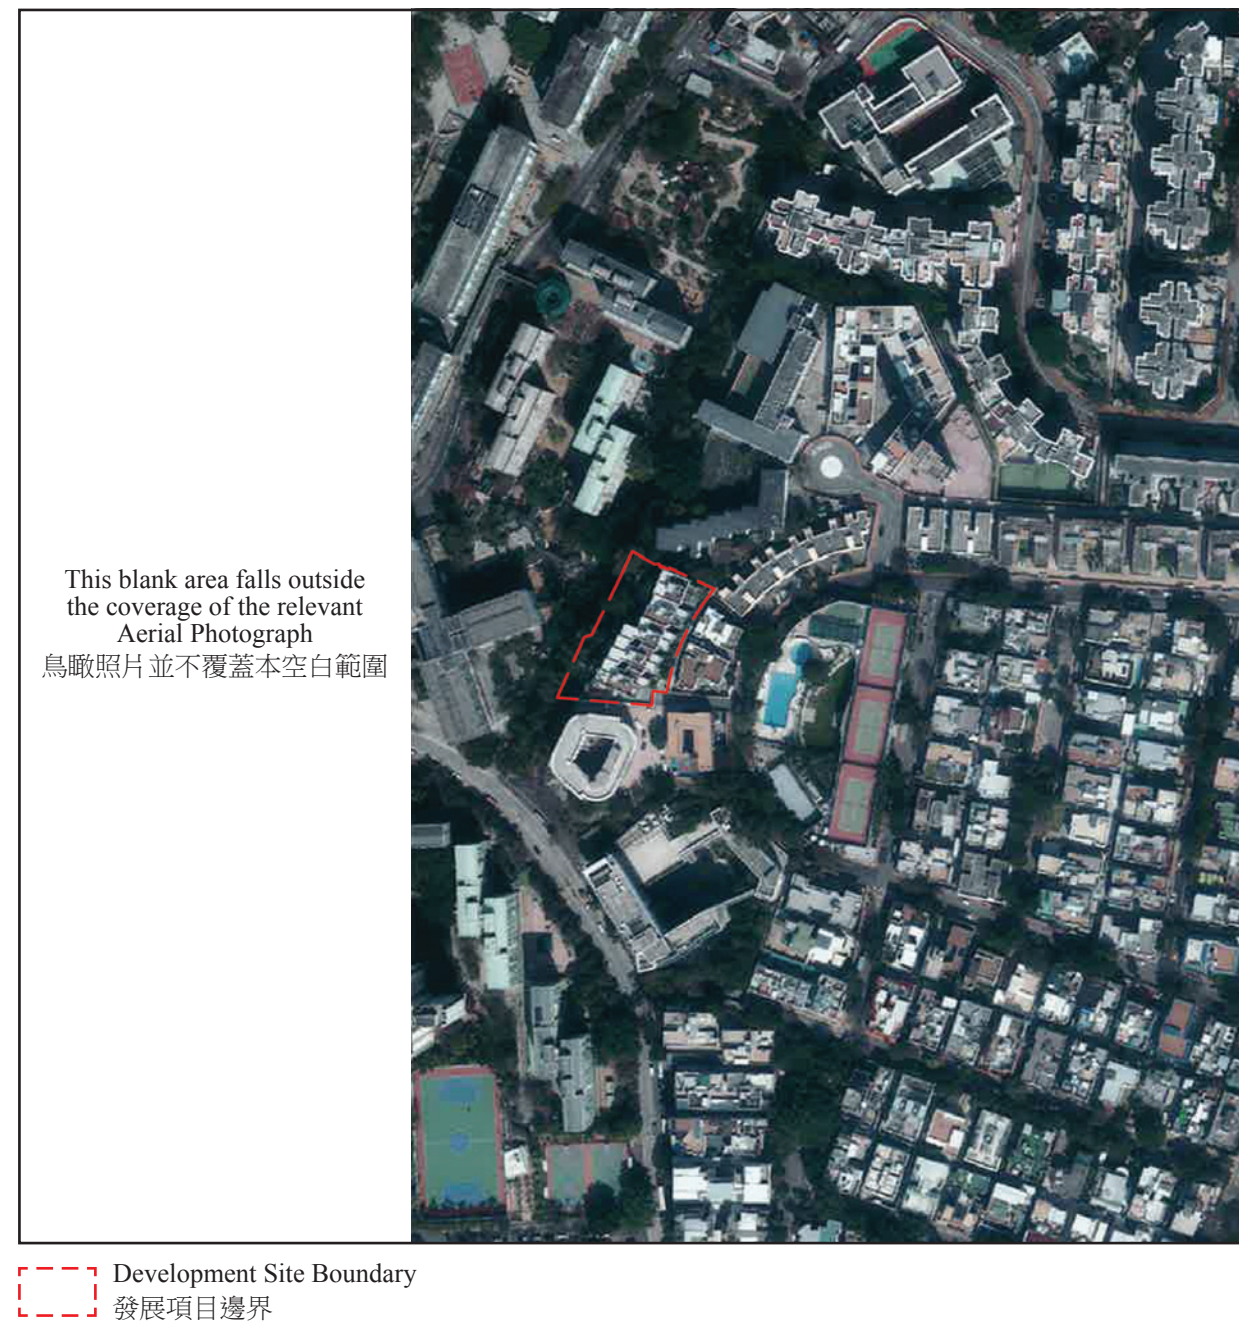 This blank area falls outside
the coverage of the relevant
Aerial Photograph
鳥瞰照片並不覆蓋本空白範圍
Development Site Boundary
發展項目邊界